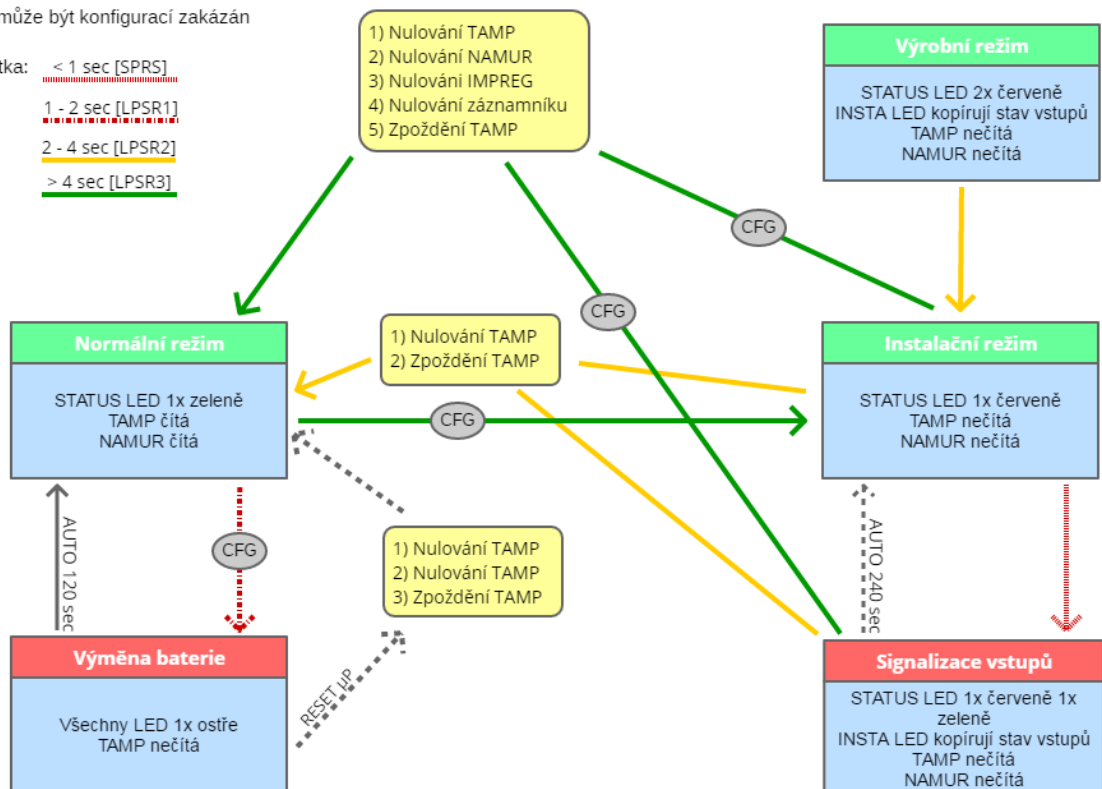 může být konfigurací zakázán
tka:
< 1 sec [SPRS]
1 - 2 sec [LPSR1]
2 - 4 sec [LPSR2]
> 4 sec [LPSR3]
1) Nulování TAMP
2) Nulování NAMUR
3) Nulováni IMPREG
4) Nulování záznamníku
5) Zpoždění TAMP
Výrobní režim
STATUS LED 2x červeně
INSTA LED kopírují stav vstupů
TAMP nečítá
NAMUR nečítá
CFG
CFG
Normální režim
STATUS LED 1x zeleně
TAMP čítá
NAMUR čítá
1) Nulování TAMP
2) Zpoždění TAMP
CFG
Instalační režim
STATUS LED 1x červeně
TAMP nečítá
NAMUR nečítá
AUTO 120 sec
CFG
1) Nulování TAMP
2) Nulování TAMP
3) Zpoždění TAMP
AUTO 240 sec
Výměna baterie
Všechny LED 1x ostře
TAMP nečítá
RESET µP
Signalizace vstupů
STATUS LED 1x červeně 1x
zeleně
INSTA LED kopírují stav vstupů
TAMP nečítá
NAMUR nečítá